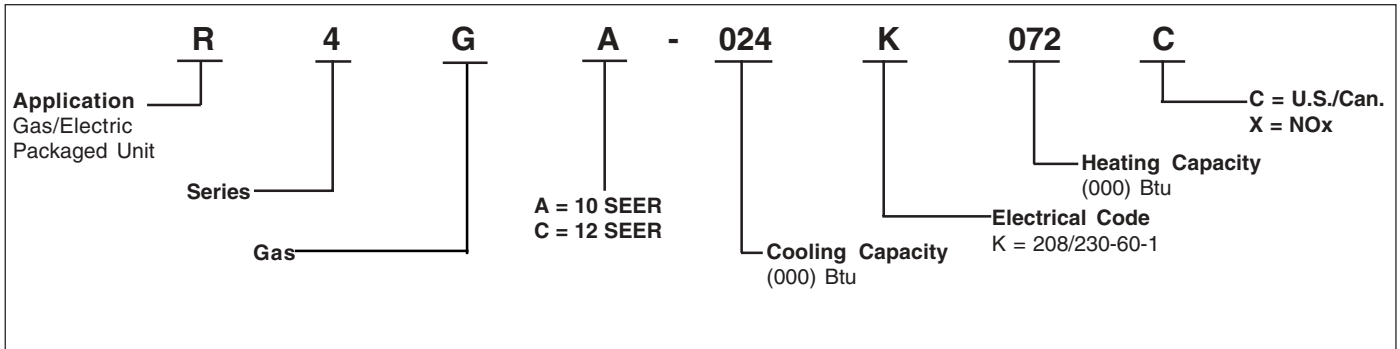 R 4 G A - 024 K 072 C
Application
Gas/Electric
Packaged Unit
Series
Gas
A = 10 SEER
C = 12 SEER
Cooling Capacity
(000) Btu
Electrical Code
K = 208/230-60-1
Heating Capacity
(000) Btu
C = U.S./Can.
X = NOx